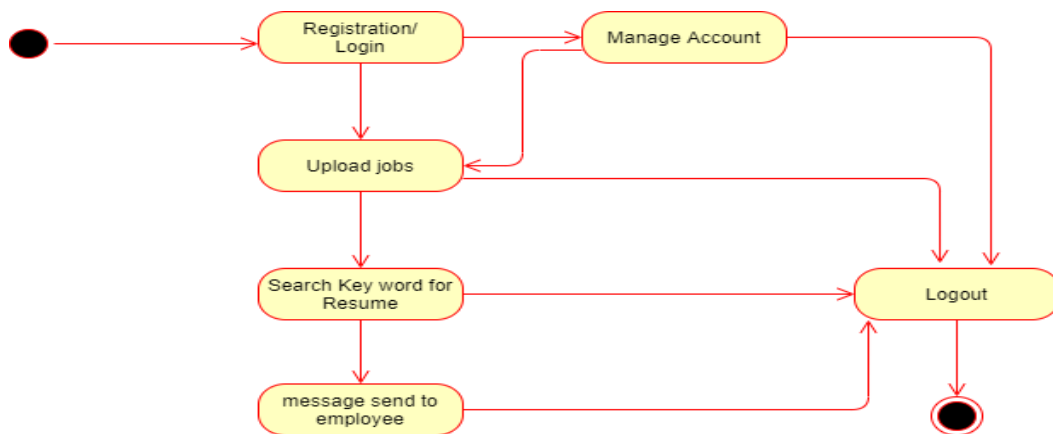 Registration/
Login
Manage Account
Upload jobs
Search Key word for
Resume
Logout
message send to
employee